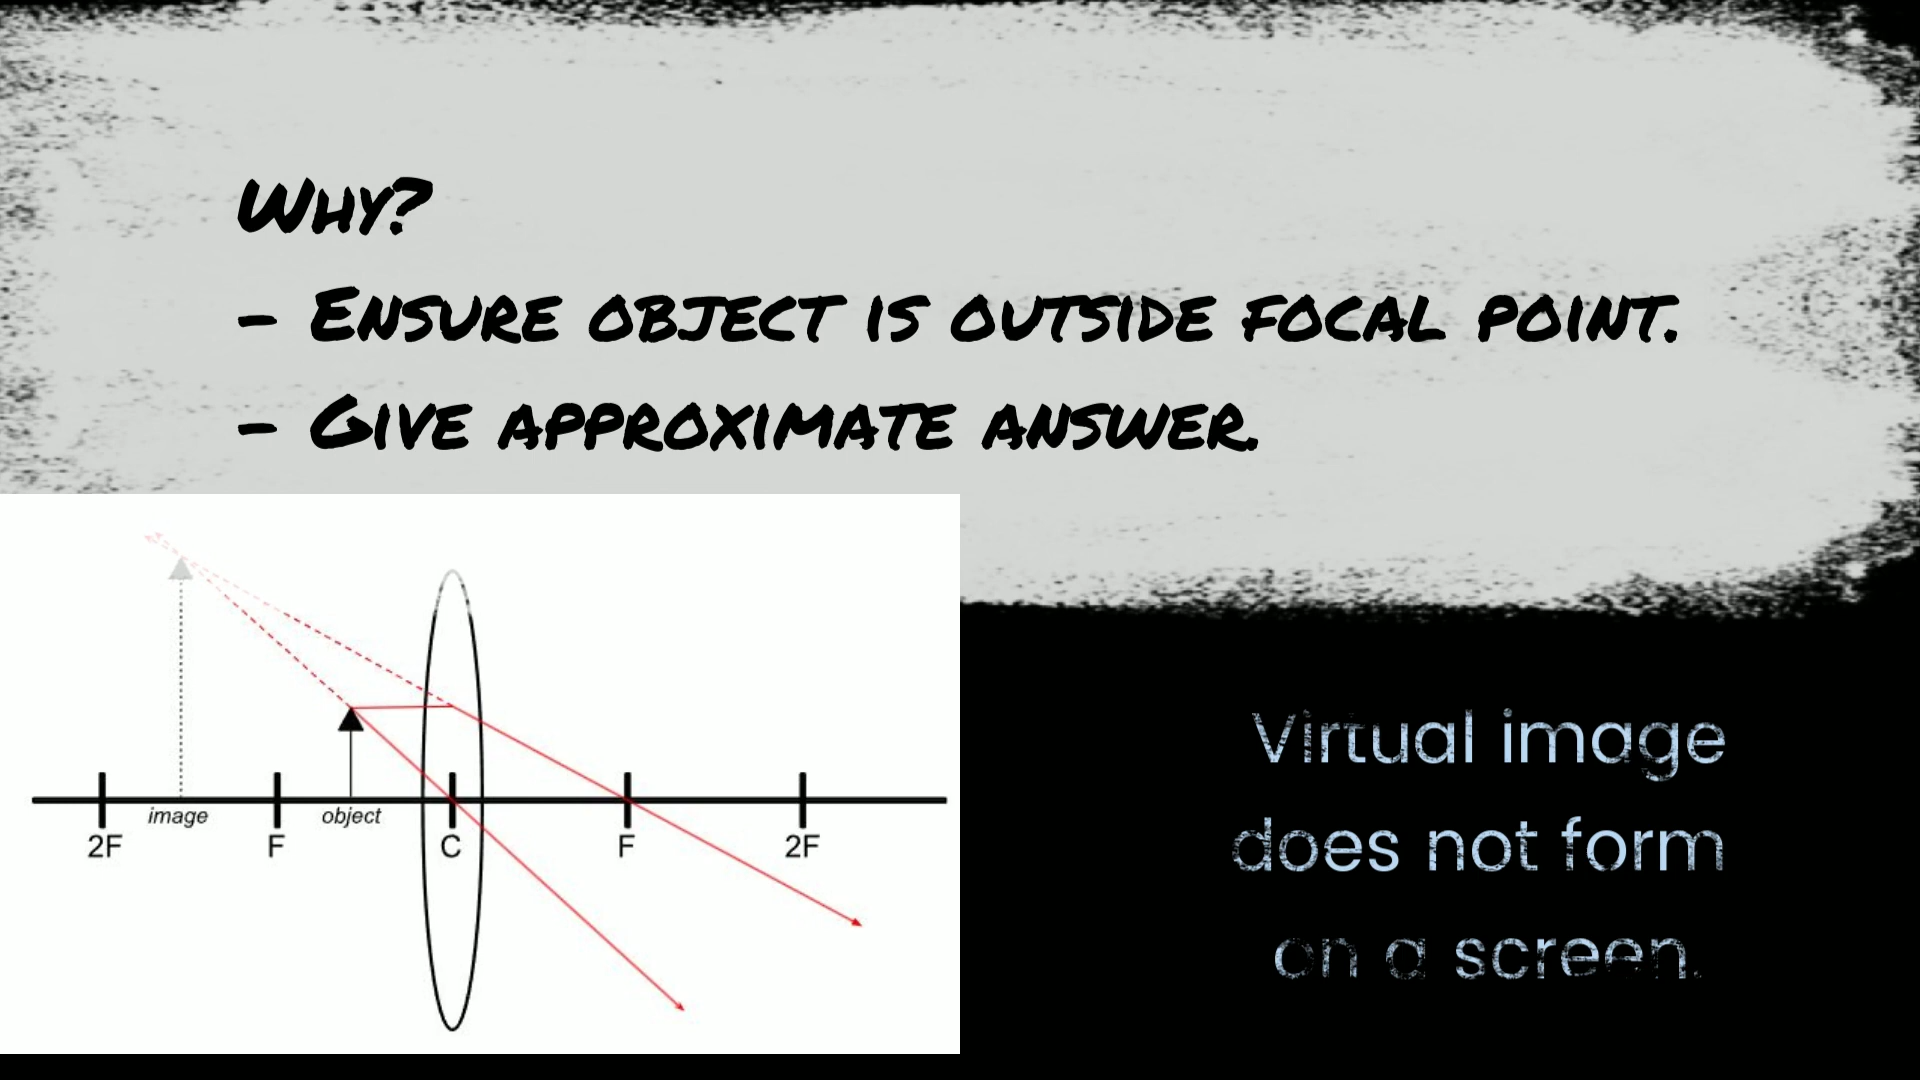 Why?
- Ensure object is outside focal point.
- Give approximate answer.
image
object
2F
F
C
F
2F
Virtual image
does not form
on a screen.